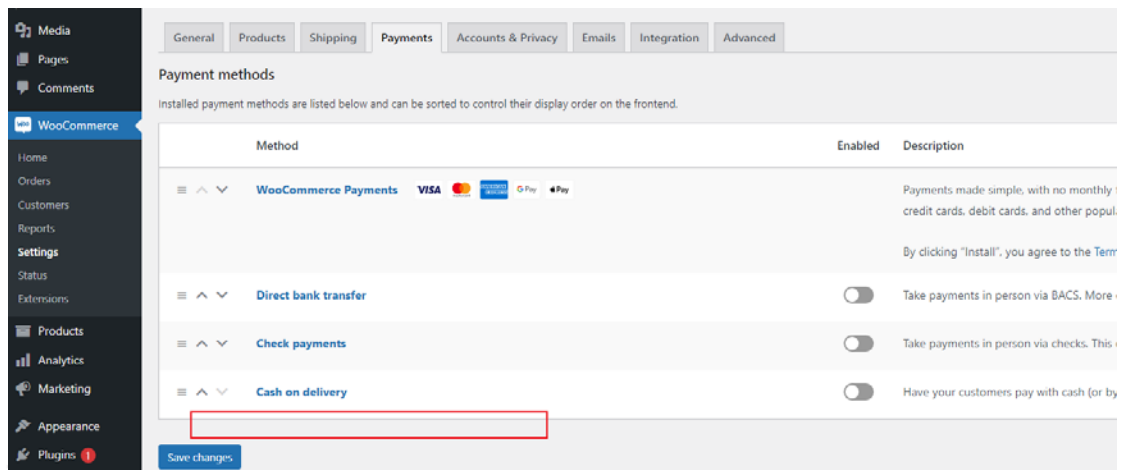 Media
Pages
Comments
WooCommerce
Home
Orders
Customers
Reports
Settings
Status
Extensions
Products
Analytics
Marketing
Appearance
Plugins 1
General Products Shipping Payments Accounts & Privacy Emails Integration Advanced
Payment methods
Installed payment methods are listed below and can be sorted to control their display order on the frontend.
Method Enabled Description
WooCommerce Payments VISA G Pay Pay Payments made simple, with no monthly
credit cards, debit cards, and other popul
By clicking "Install", you agree to the Term
Direct bank transfer Take payments in person via BACS. More
Check payments Take payments in person via checks. This
Cash on delivery Have your customers pay with cash (or by
Save changes